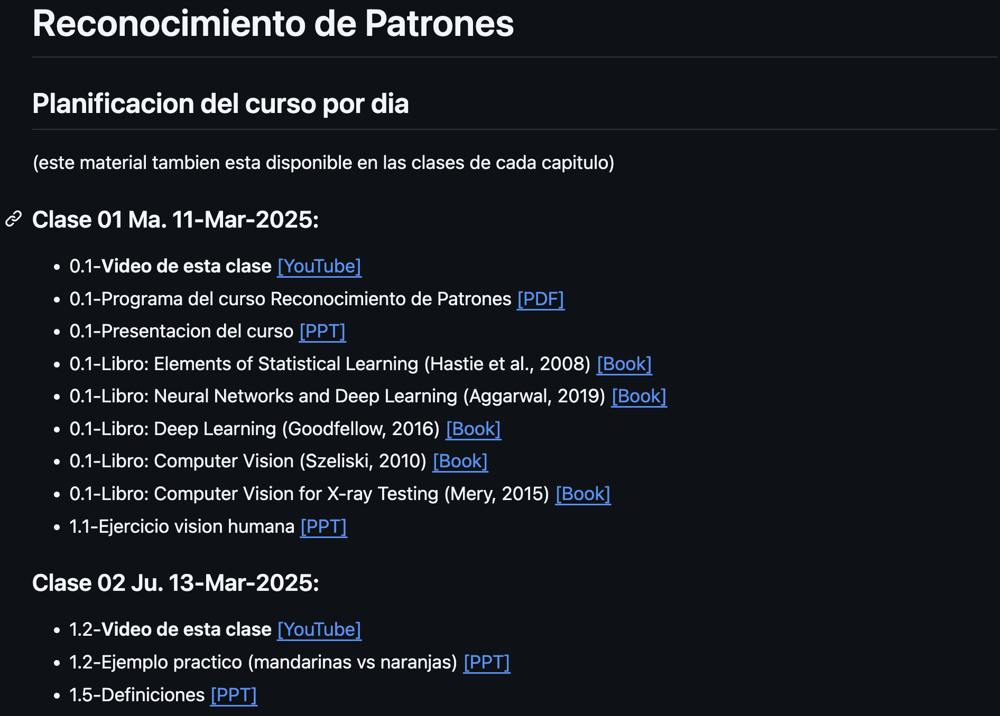 Reconocimiento de Patrones
Planificacion del curso por dia
(este material tambien esta disponible en las clases de cada capitulo)
Clase 01 Ma. 11-Mar-2025:
0.1-Video de esta clase [YouTube]
0.1-Programa del curso Reconocimiento de Patrones [PDF]
0.1-Presentacion del curso [PPT]
0.1-Libro: Elements of Statistical Learning (Hastie et al., 2008) [Book]
0.1-Libro: Neural Networks and Deep Learning (Aggarwal, 2019) [Book]
0.1-Libro: Deep Learning (Goodfellow, 2016) [Book]
0.1-Libro: Computer Vision (Szeliski, 2010) [Book]
0.1-Libro: Computer Vision for X-ray Testing (Mery, 2015) [Book]
1.1-Ejercicio vision humana [PPT]
Clase 02 Ju. 13-Mar-2025:
1.2-Video de esta clase [YouTube]
1.2-Ejemplo practico (mandarinas vs naranjas) [PPT]
1.5-Definiciones [PPT]